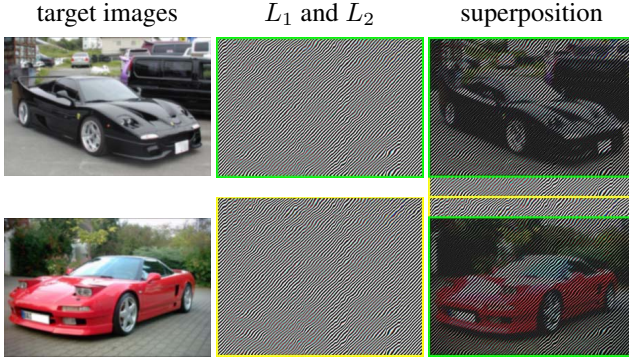 target images L₁ and L₂ superposition